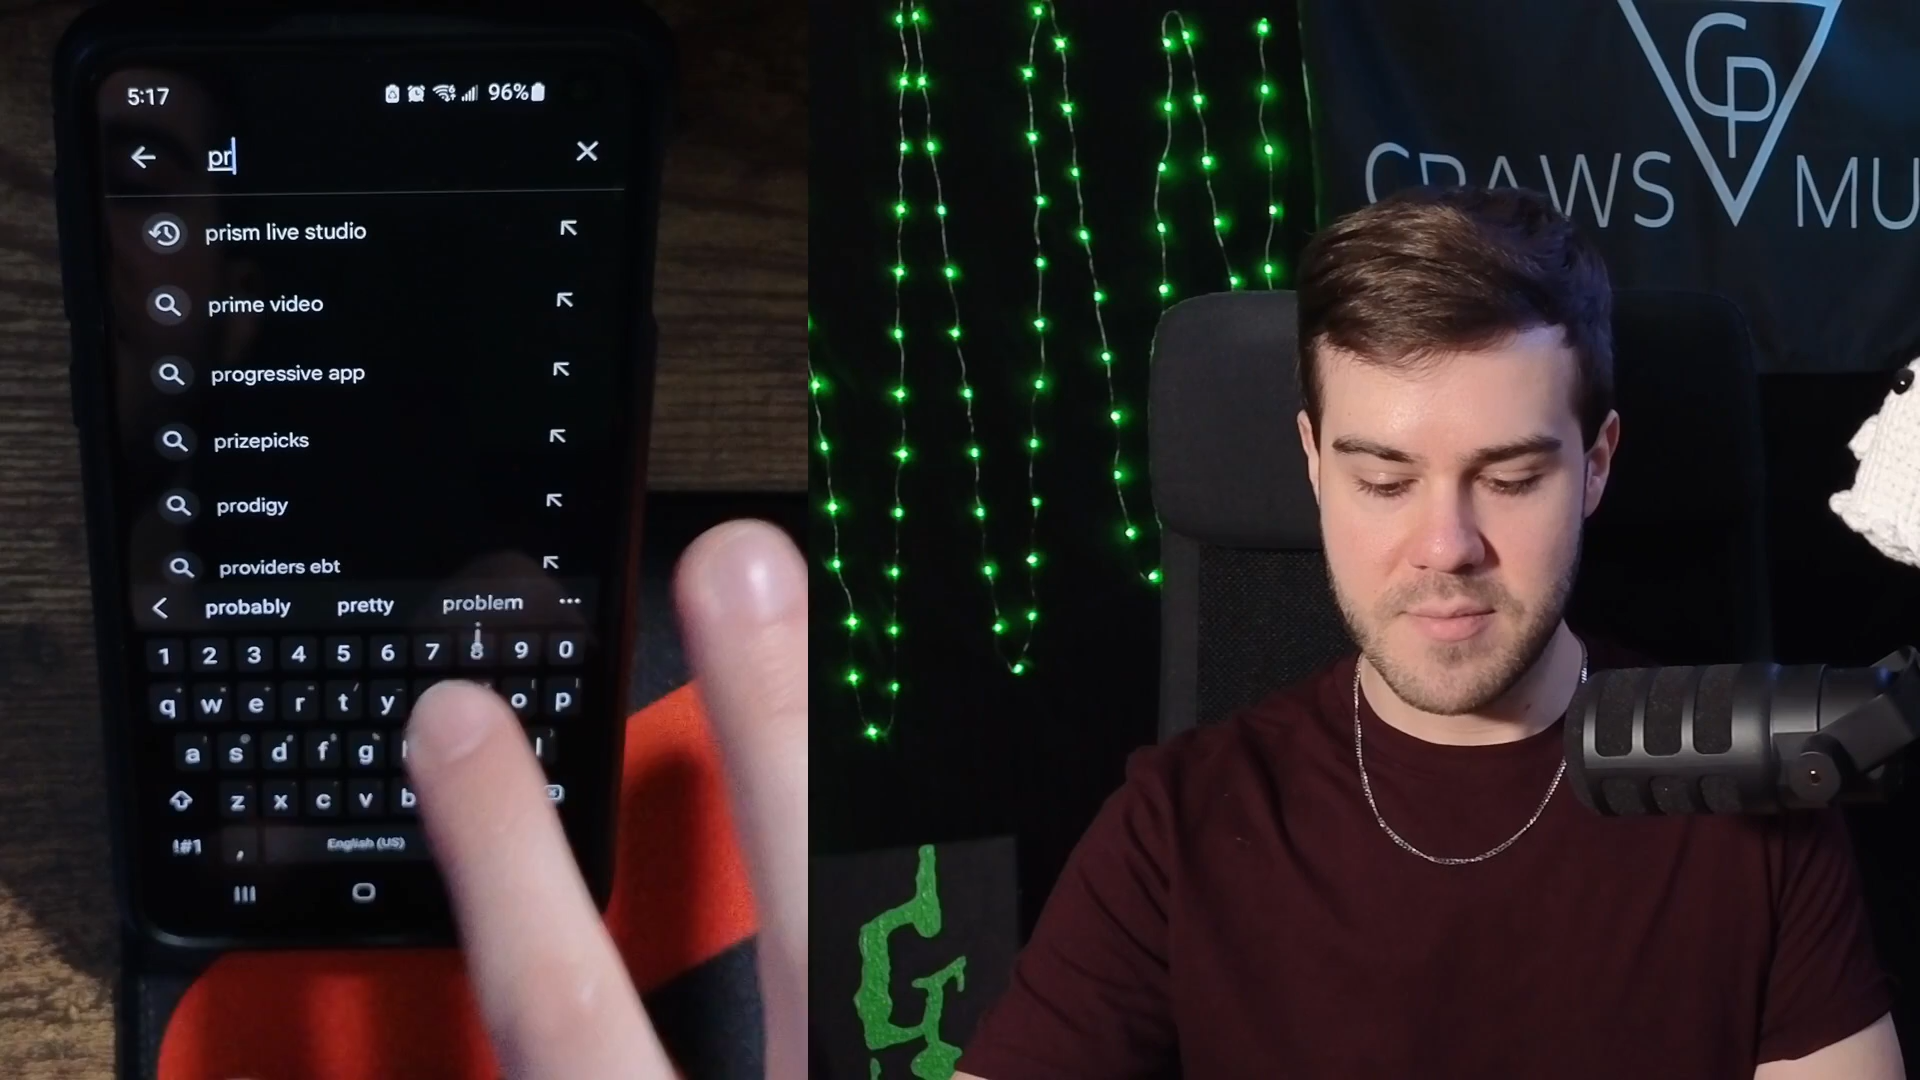 5:17
96%
pr
prism live studio
prime video
progressive app
prizepicks
prodigy
providers ebt
probably pretty problem
1 2 3 4 5 6 7 8 9 0
q w e r t y o p
a s d f g
z x c v b
!#1 , English (US)
GP
CRAWS MU
G